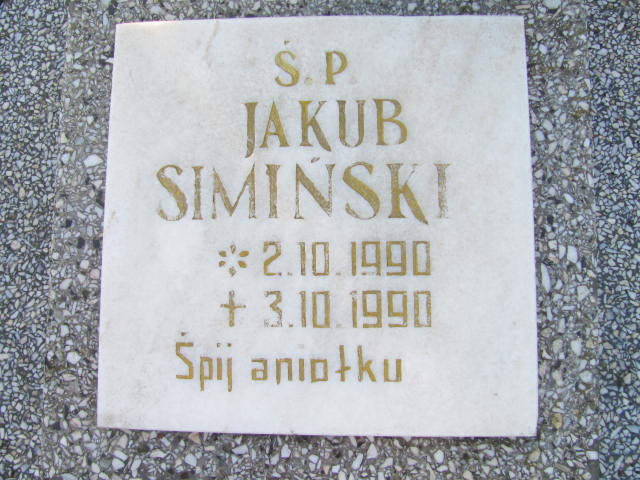 Ś.P.
JAKUB
SIMIŃSKI
* 2.10.1990
† 3.10.1990
Śpij aniołku